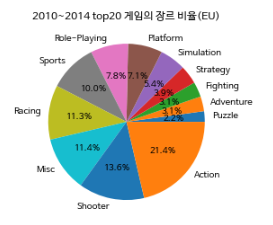 2010~2014 top20 게임의 장르 비율(EU)
Role-Playing
Platform
Sports
Simulation
Strategy
Fighting
Adventure
Puzzle
Racing
Misc
Shooter
Action
7.8%
7.1%
5.4%
3.9%
3.1%
3.1%
2.2%
10.0%
11.3%
11.4%
13.6%
21.4%